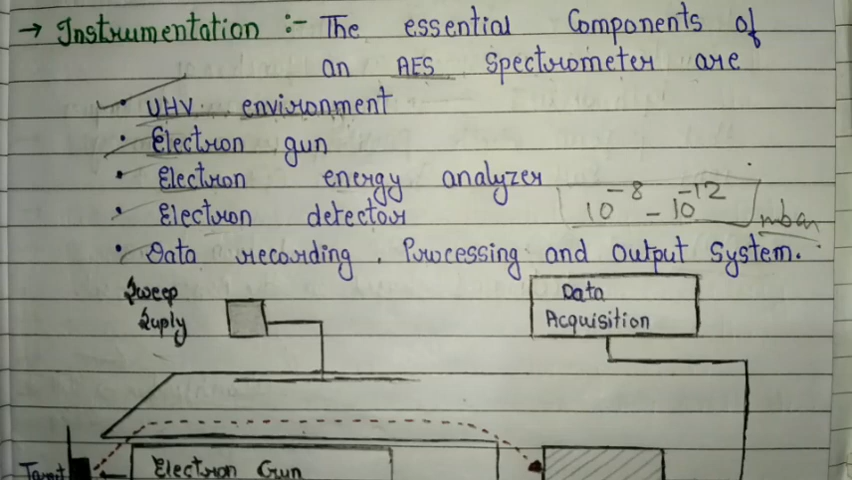 → Instrumentation :- The essential Components of
an AES Spectrometer are
• UHV environment
• Electron gun
• Electron energy analyzer
• Electron detector
10⁻⁸ – 10⁻¹² mbar
• Data recording, Processing and Output System.
Sweep
Suply
Data
Acquisition
Electron Gun